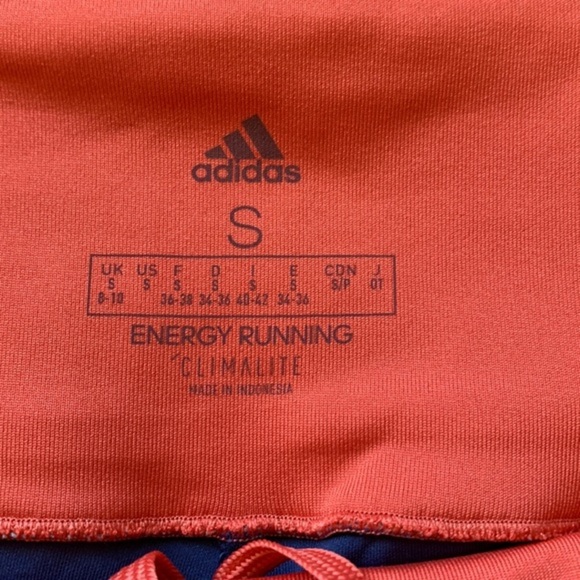 adidas
S
UK US F D I E CDN J
S S S S S S S/P OT
8-10 36-38 34-36 40-42 34-36
ENERGY RUNNING
CLIMALITE
MADE IN INDONESIA